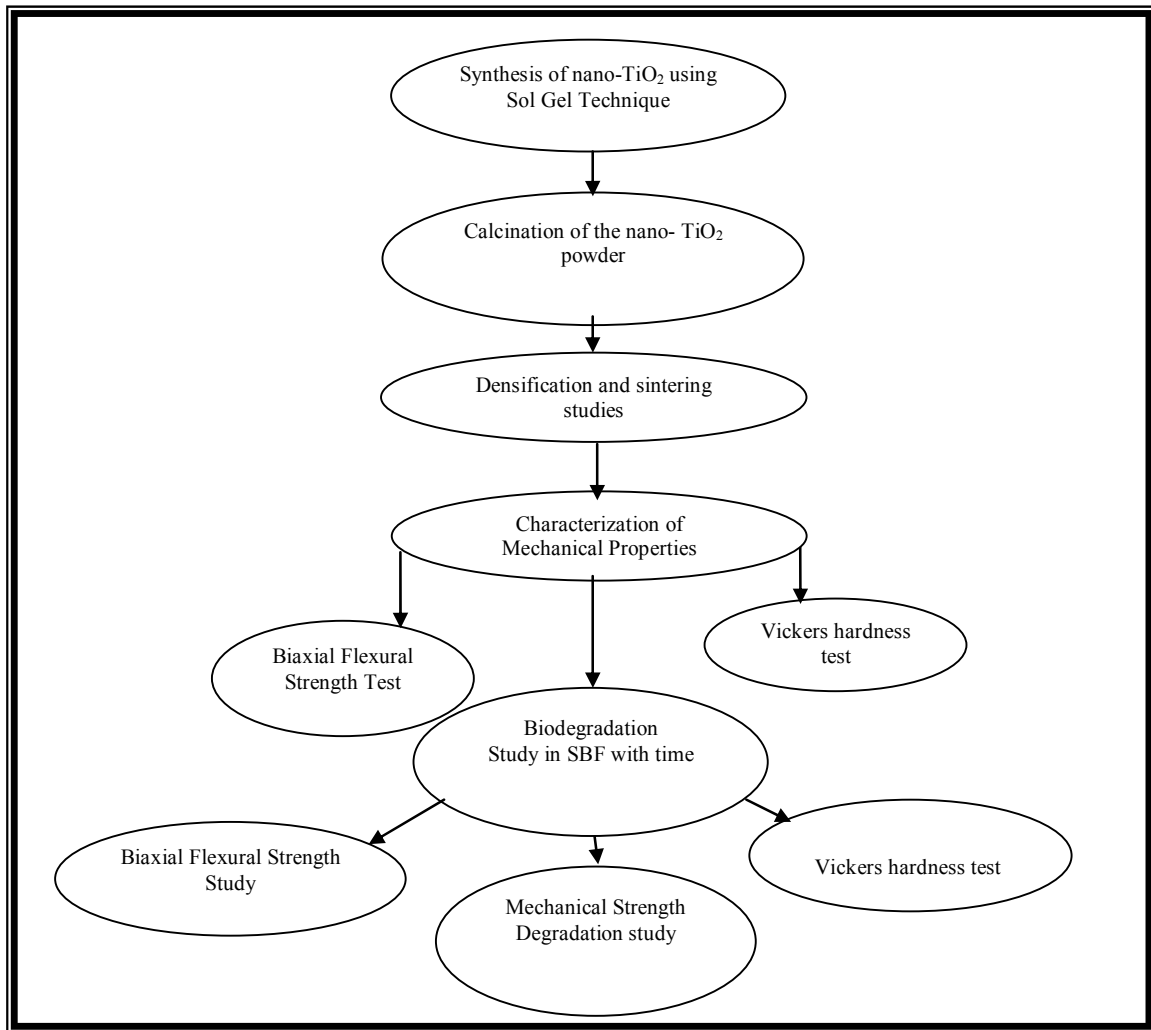 Synthesis of nano-TiO₂ using
Sol Gel Technique
Calcination of the nano- TiO₂
powder
Densification and sintering
studies
Characterization of
Mechanical Properties
Biaxial Flexural
Strength Test
Vickers hardness
test
Biodegradation
Study in SBF with time
Biaxial Flexural Strength
Study
Mechanical Strength
Degradation study
Vickers hardness test